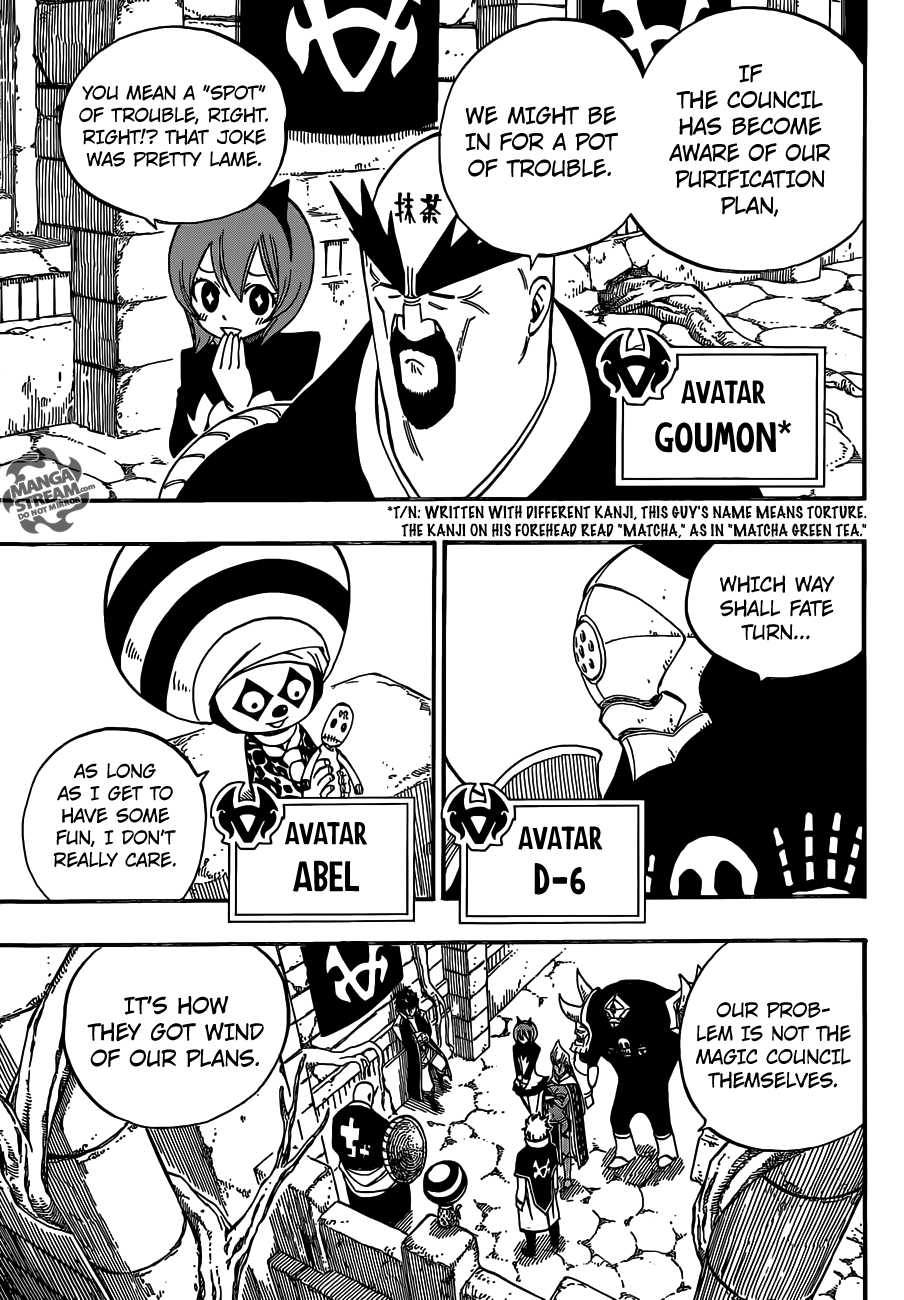 IF
THE COUNCIL
HAS BECOME
AWARE OF OUR
PURIFICATION
PLAN,
WE MIGHT BE
IN FOR A POT
OF TROUBLE.
YOU MEAN A "SPOT"
OF TROUBLE, RIGHT.
RIGHT!? THAT JOKE
WAS PRETTY LAME.
抹茶
AVATAR
GOUMON*
MANGA
STREAM.com
DO NOT MIRROR
*T/N: WRITTEN WITH DIFFERENT KANJI, THIS GUY'S NAME MEANS TORTURE.
THE KANJI ON HIS FOREHEAD READ "MATCHA," AS IN "MATCHA GREEN TEA."
WHICH WAY
SHALL FATE
TURN...
AVATAR
D-6
AS LONG
AS I GET TO
HAVE SOME
FUN, I DON'T
REALLY CARE.
AVATAR
ABEL
OUR PROB-
LEM IS NOT THE
MAGIC COUNCIL
THEMSELVES.
IT'S HOW
THEY GOT WIND
OF OUR PLANS.